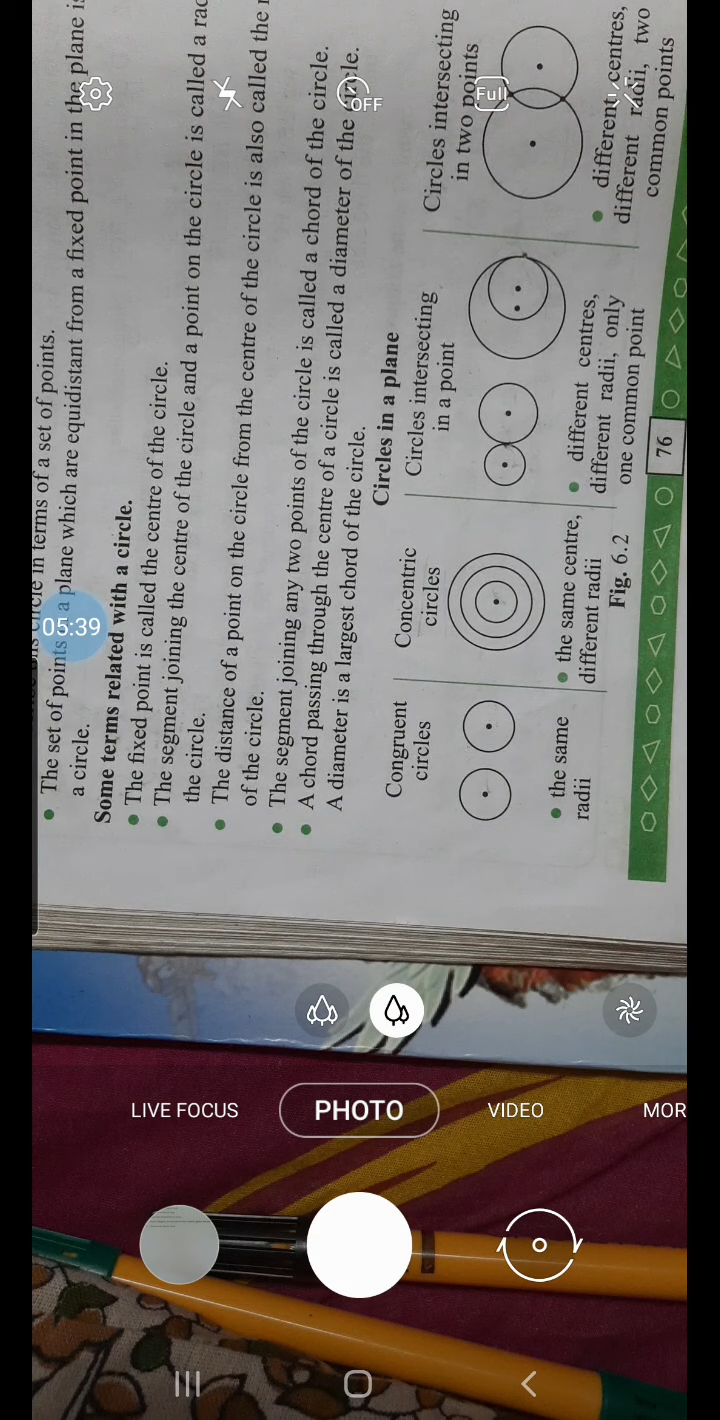 circle in terms of a set of points.
The set of points a plane which are equidistant from a fixed point in the plane is
a circle.
Some terms related with a circle.
The fixed point is called the centre of the circle.
The segment joining the centre of the circle and a point on the circle is called a
the circle.
The distance of a point on the circle from the centre of the circle is also called the
of the circle.
The segment joining any two points of the circle is called a chord of the circle.
A chord passing through the centre of a circle is called a diameter of the circle.
A diameter is a largest chord of the circle.
Circles in a plane
Congruent
circles
the same
radii
Concentric
circles
the same centre,
different radii
Circles intersecting
in a point
different centres,
different radii, only
one common point
Circles intersecting
in two points
different centres,
different radii, two
common points
Fig. 6.2
76
OFF
Full
05:39
LIVE FOCUS
PHOTO
VIDEO
MOR